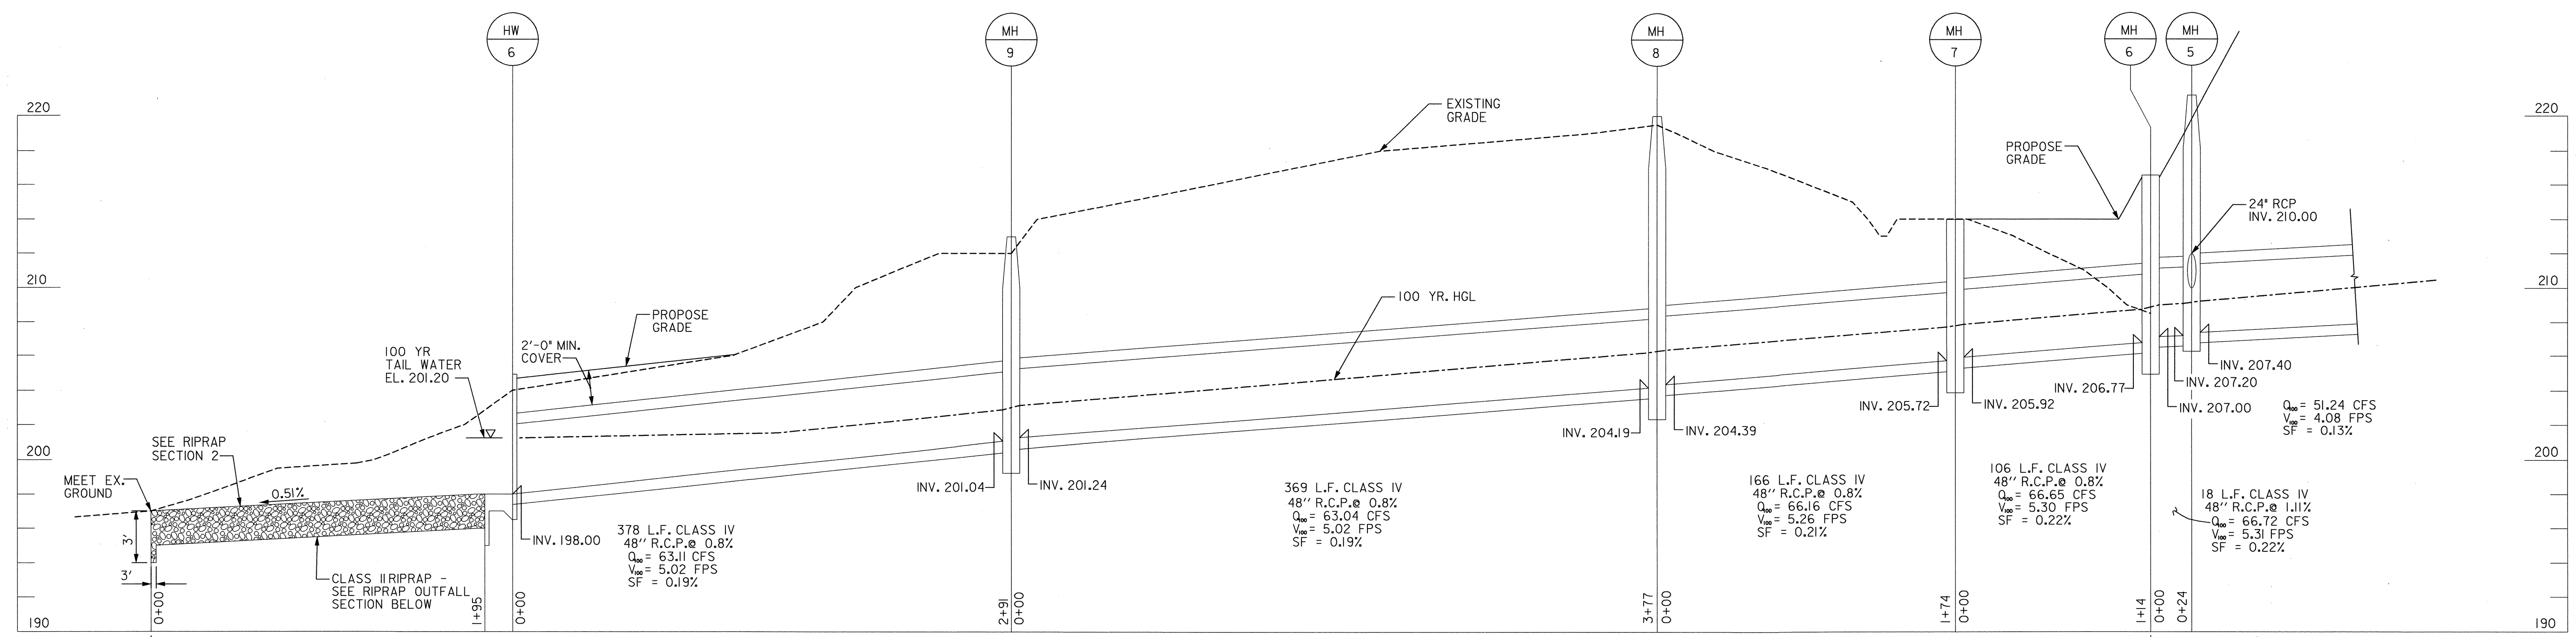 HW
6
MH
9
MH
8
MH
7
MH
6
MH
5
220
210
200
190
220
210
200
190
EXISTING
GRADE
PROPOSE
GRADE
24" RCP
INV. 210.00
100 YR. HGL
PROPOSE
GRADE
2'-0" MIN.
COVER
100 YR
TAIL WATER
EL. 201.20
SEE RIPRAP
SECTION 2
MEET EX.
GROUND
0.51%
3'
3'
CLASS II RIPRAP -
SEE RIPRAP OUTFALL
SECTION BELOW
INV. 198.00
378 L.F. CLASS IV
48'' R.C.P.@ 0.8%
Q100 = 63.11 CFS
V100 = 5.02 FPS
SF = 0.19%
INV. 201.04
INV. 201.24
369 L.F. CLASS IV
48'' R.C.P.@ 0.8%
Q100 = 63.04 CFS
V100 = 5.02 FPS
SF = 0.19%
INV. 204.19
INV. 204.39
166 L.F. CLASS IV
48'' R.C.P.@ 0.8%
Q100 = 66.16 CFS
V100 = 5.26 FPS
SF = 0.21%
INV. 205.72
INV. 205.92
106 L.F. CLASS IV
48'' R.C.P.@ 0.8%
Q100 = 66.65 CFS
V100 = 5.30 FPS
SF = 0.22%
INV. 206.77
INV. 207.00
INV. 207.20
INV. 207.40
18 L.F. CLASS IV
48'' R.C.P.@ 1.11%
Q100 = 66.72 CFS
V100 = 5.31 FPS
SF = 0.22%
Q100 = 51.24 CFS
V100 = 4.08 FPS
SF = 0.13%
0+00
1+95
0+00
2+91
0+00
3+77
0+00
1+74
0+00
1+14
0+00
0+24